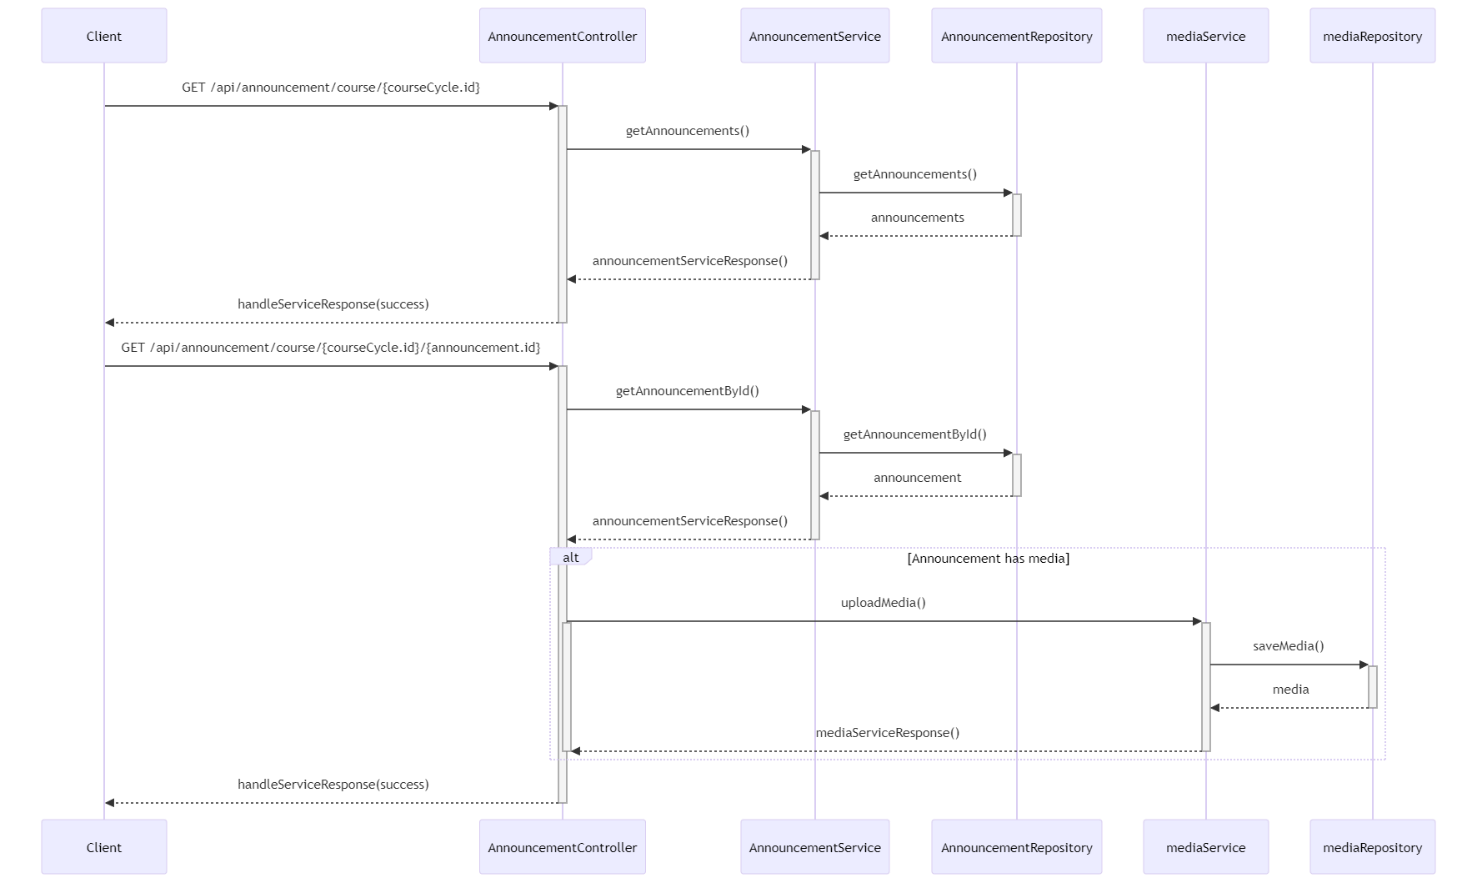 Client
AnnouncementController
AnnouncementService
AnnouncementRepository
mediaService
mediaRepository
GET /api/announcement/course/{courseCycle.id}
getAnnouncements()
getAnnouncements()
announcements
announcementServiceResponse()
handleServiceResponse(success)
GET /api/announcement/course/{courseCycle.id}/{announcement.id}
getAnnouncementById()
getAnnouncementById()
announcement
announcementServiceResponse()
alt
[Announcement has media]
uploadMedia()
saveMedia()
media
mediaServiceResponse()
handleServiceResponse(success)
Client
AnnouncementController
AnnouncementService
AnnouncementRepository
mediaService
mediaRepository